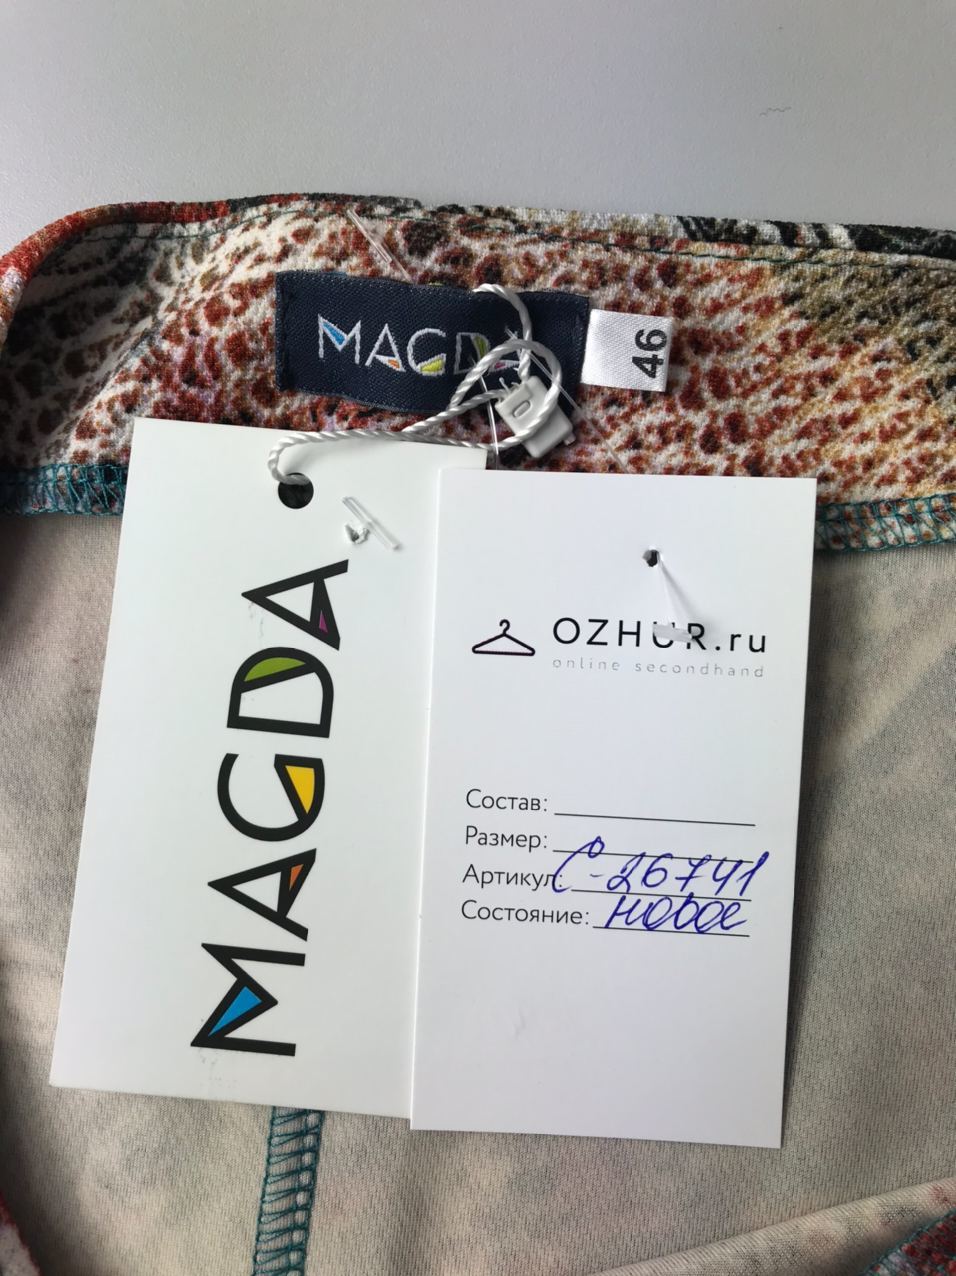 MAGDA
46
MAGDA
OZHUR.ru
online secondhand
Состав:
Размер:
Артикул: С-26741
Состояние: новое